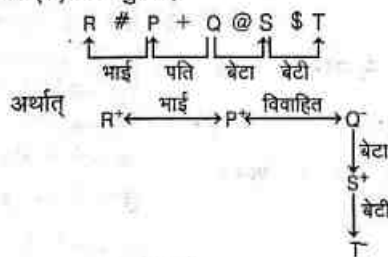 R # P + Q @ S $ T
भाई पति बेटा बेटी
अर्थात्
भाई विवाहित
R⁺ P⁺ Q⁻
बेटा
S⁺
बेटी
T⁻